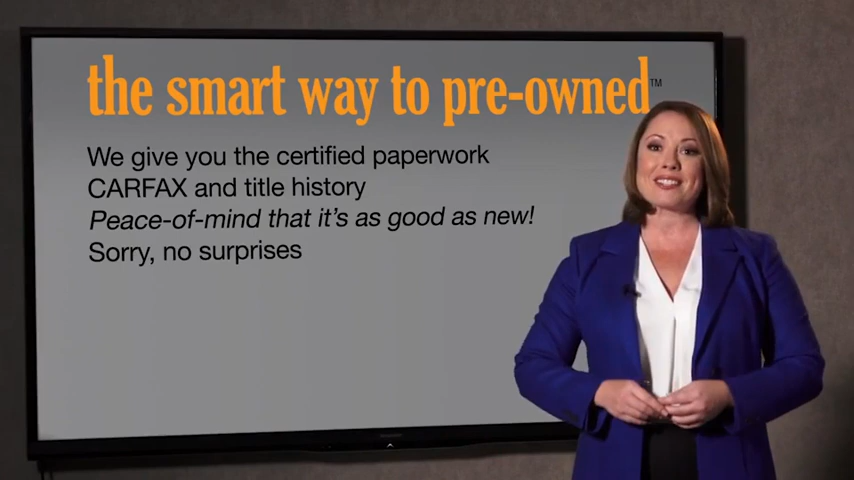 the smart way to pre-owned™
We give you the certified paperwork
CARFAX and title history
Peace-of-mind that it's as good as new!
Sorry, no surprises